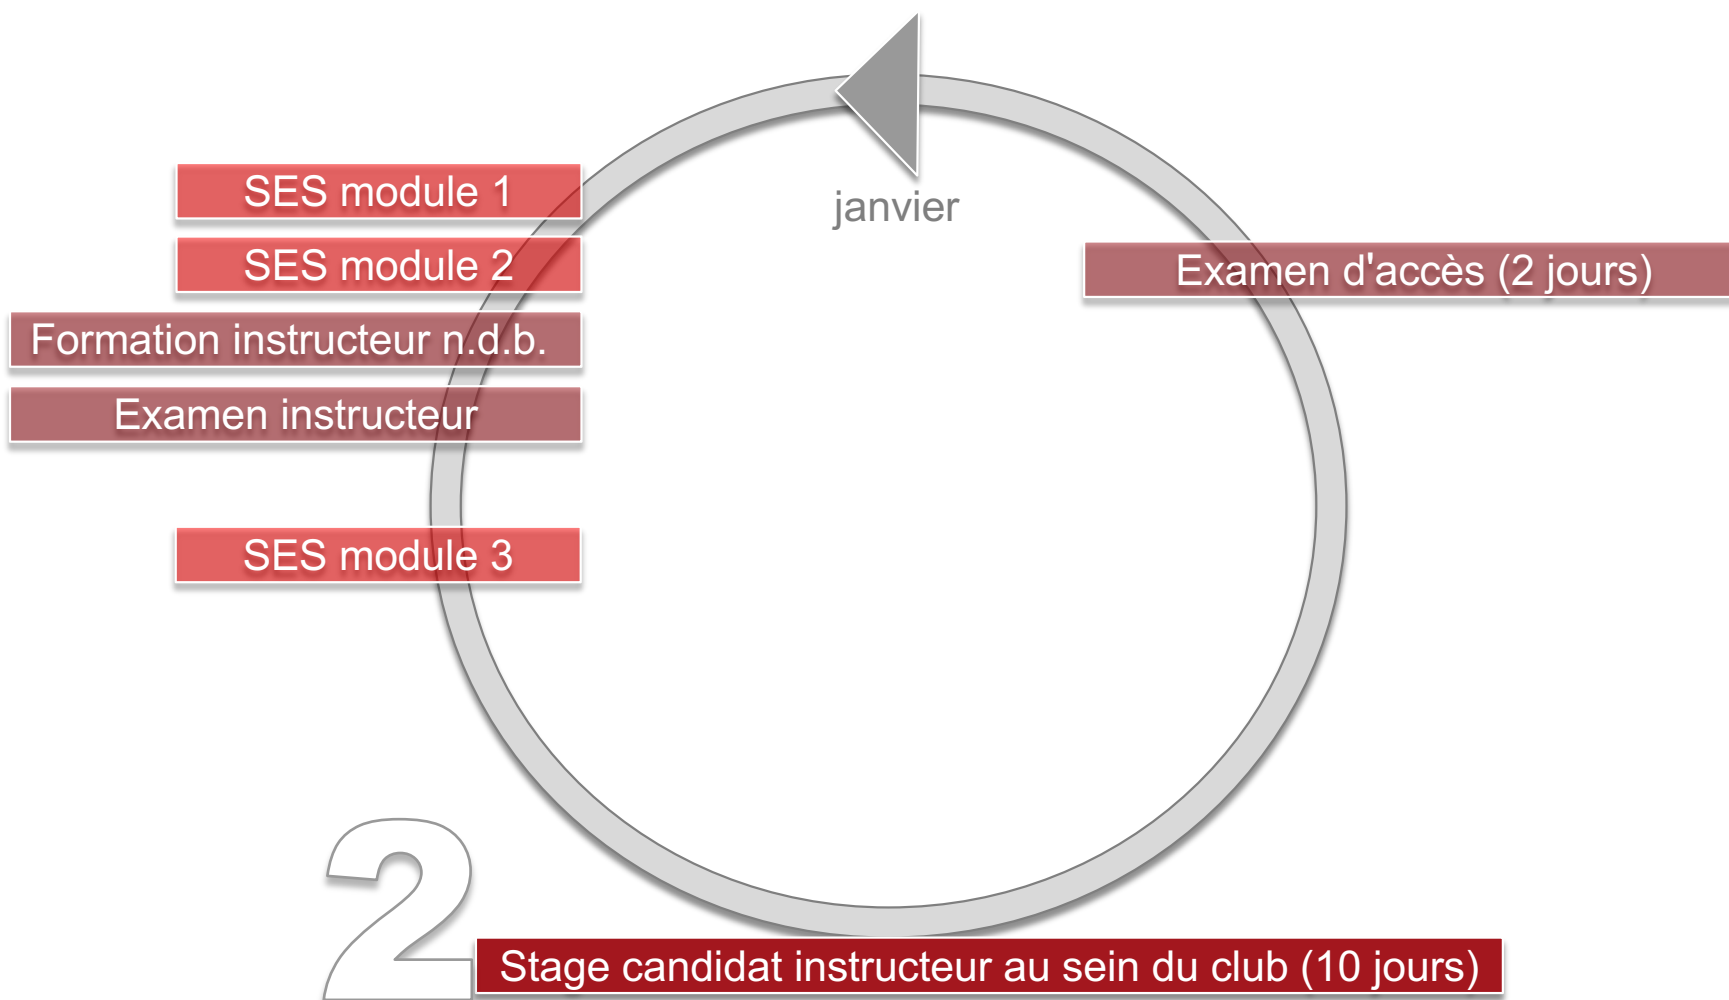 janvier
SES module 1
SES module 2
Examen d'accès (2 jours)
Formation instructeur n.d.b.
Examen instructeur
SES module 3
2
Stage candidat instructeur au sein du club (10 jours)